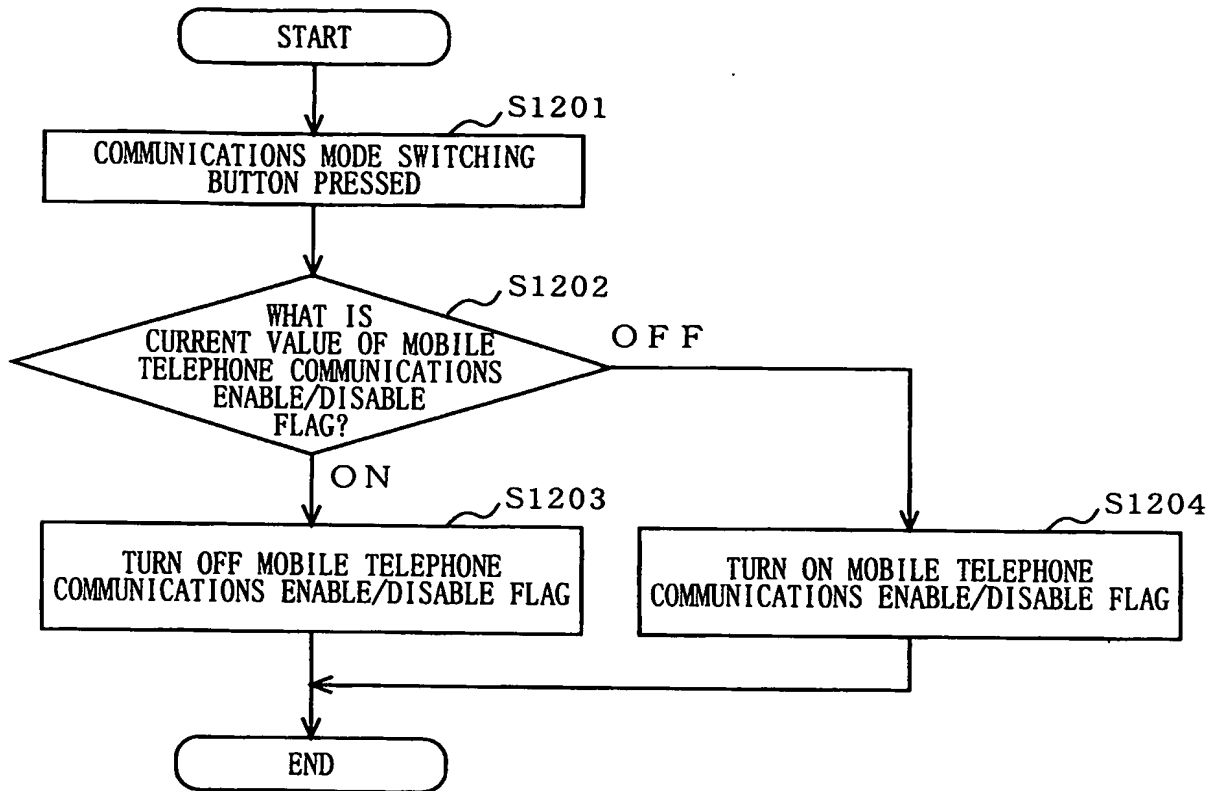 START
S1201
COMMUNICATIONS MODE SWITCHING
BUTTON PRESSED
S1202
WHAT IS
CURRENT VALUE OF MOBILE
TELEPHONE COMMUNICATIONS
ENABLE/DISABLE
FLAG?
OFF
ON
S1203
TURN OFF MOBILE TELEPHONE
COMMUNICATIONS ENABLE/DISABLE FLAG
S1204
TURN ON MOBILE TELEPHONE
COMMUNICATIONS ENABLE/DISABLE FLAG
END